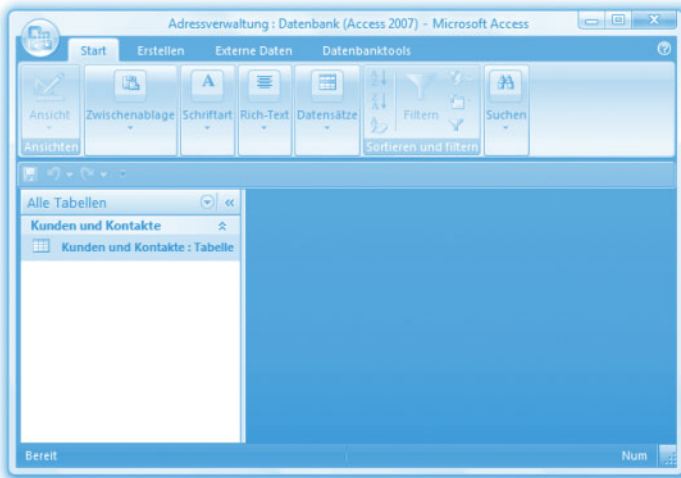 Adressverwaltung : Datenbank (Access 2007) - Microsoft Access
Start Erstellen Externe Daten Datenbanktools
Ansicht Zwischenablage Schriftart Rich-Text Datensätze Filtern Suchen
Ansichten Sortieren und filtern
Alle Tabellen
Kunden und Kontakte
Kunden und Kontakte : Tabelle
Bereit Num